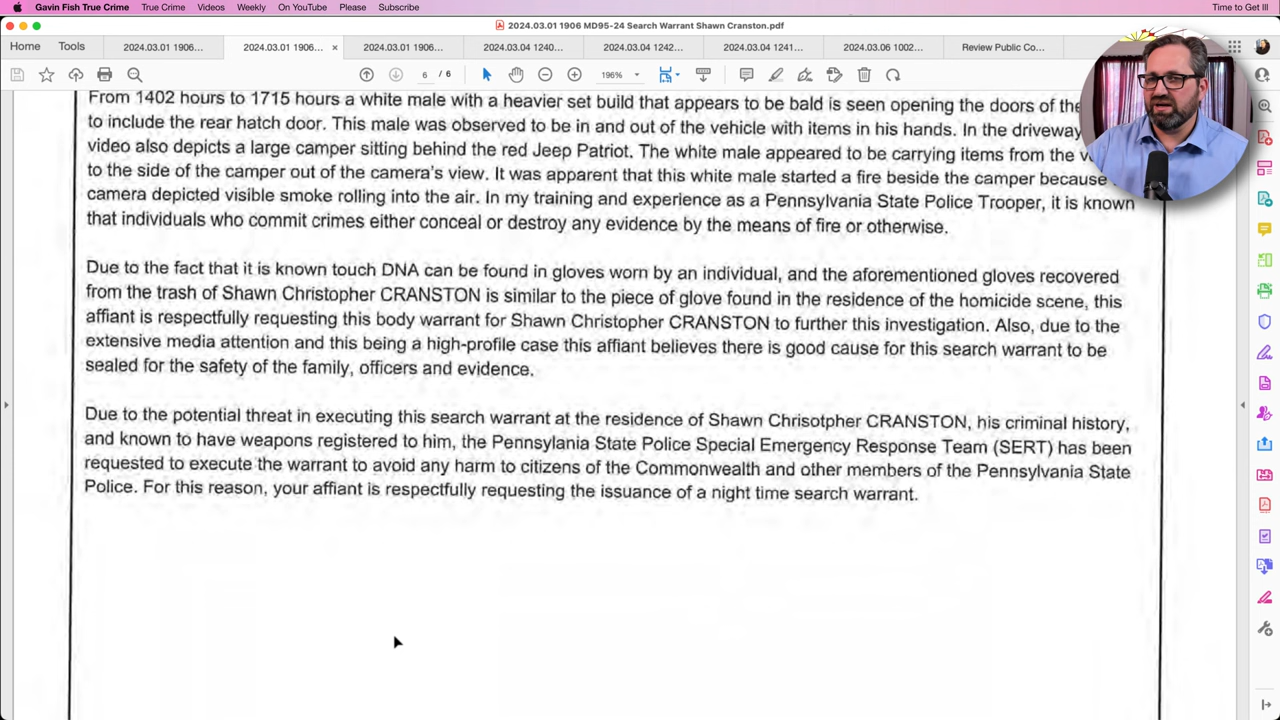 Gavin Fish True Crime True Crime Videos Weekly On YouTube Please Subscribe Time to Get Ill
2024.03.01 1906 MD95-24 Search Warrant Shawn Cranston.pdf
Home Tools 2024.03.01 1906... 2024.03.01 1906... × 2024.03.01 1906... 2024.03.04 1240... 2024.03.04 1242... 2024.03.04 1241... 2024.03.06 1002... Review Public Co...
6 / 6 196%
From 1402 hours to 1715 hours a white male with a heavier set build that appears to be bald is seen opening the doors of the
to include the rear hatch door. This male was observed to be in and out of the vehicle with items in his hands. In the driveway
video also depicts a large camper sitting behind the red Jeep Patriot. The white male appeared to be carrying items from the
to the side of the camper out of the camera's view. It was apparent that this white male started a fire beside the camper because
camera depicted visible smoke rolling into the air. In my training and experience as a Pennsylvania State Police Trooper, it is known
that individuals who commit crimes either conceal or destroy any evidence by the means of fire or otherwise.
Due to the fact that it is known touch DNA can be found in gloves worn by an individual, and the aforementioned gloves recovered
from the trash of Shawn Christopher CRANSTON is similar to the piece of glove found in the residence of the homicide scene, this
affiant is respectfully requesting this body warrant for Shawn Christopher CRANSTON to further this investigation. Also, due to the
extensive media attention and this being a high-profile case this affiant believes there is good cause for this search warrant to be
sealed for the safety of the family, officers and evidence.
Due to the potential threat in executing this search warrant at the residence of Shawn Chrisotpher CRANSTON, his criminal history,
and known to have weapons registered to him, the Pennsylania State Police Special Emergency Response Team (SERT) has been
requested to execute the warrant to avoid any harm to citizens of the Commonwealth and other members of the Pennsylvania State
Police. For this reason, your affiant is respectfully requesting the issuance of a night time search warrant.